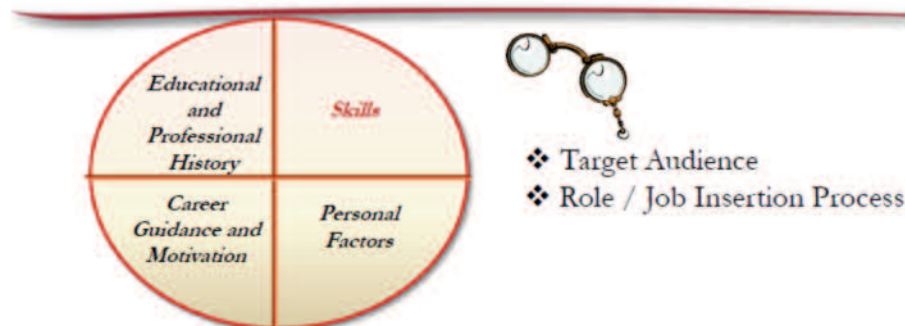 Educational
and
Professional
History
Skills
Career
Guidance and
Motivation
Personal
Factors
❖ Target Audience
❖ Role / Job Insertion Process